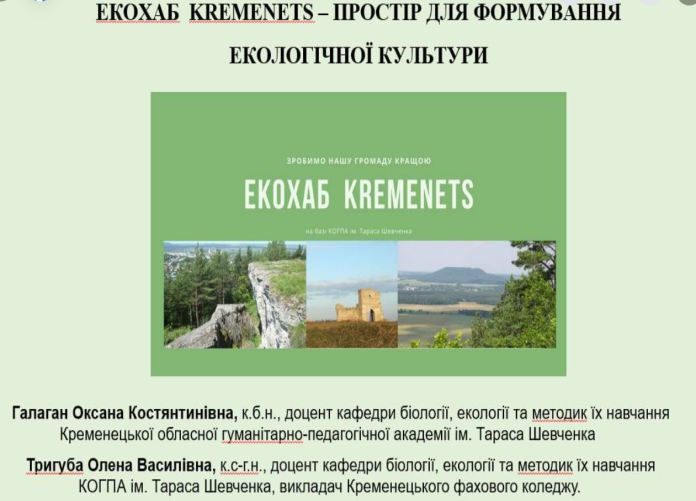 ЕКОХАБ KREMENETS – ПРОСТІР ДЛЯ ФОРМУВАННЯ
ЕКОЛОГІЧНОЇ КУЛЬТУРИ
ЗРОБИМО НАШУ ГРОМАДУ КРАЩОЮ
ЕКОХАБ KREMENETS
на базі КОГПА ім. Тараса Шевченка
Галаган Оксана Костянтинівна, к.б.н., доцент кафедри біології, екології та методик їх навчання
Кременецької обласної гуманітарно-педагогічної академії ім. Тараса Шевченка
Тригуба Олена Василівна, к.с-г.н., доцент кафедри біології, екології та методик їх навчання
КОГПА ім. Тараса Шевченка, викладач Кременецького фахового коледжу.